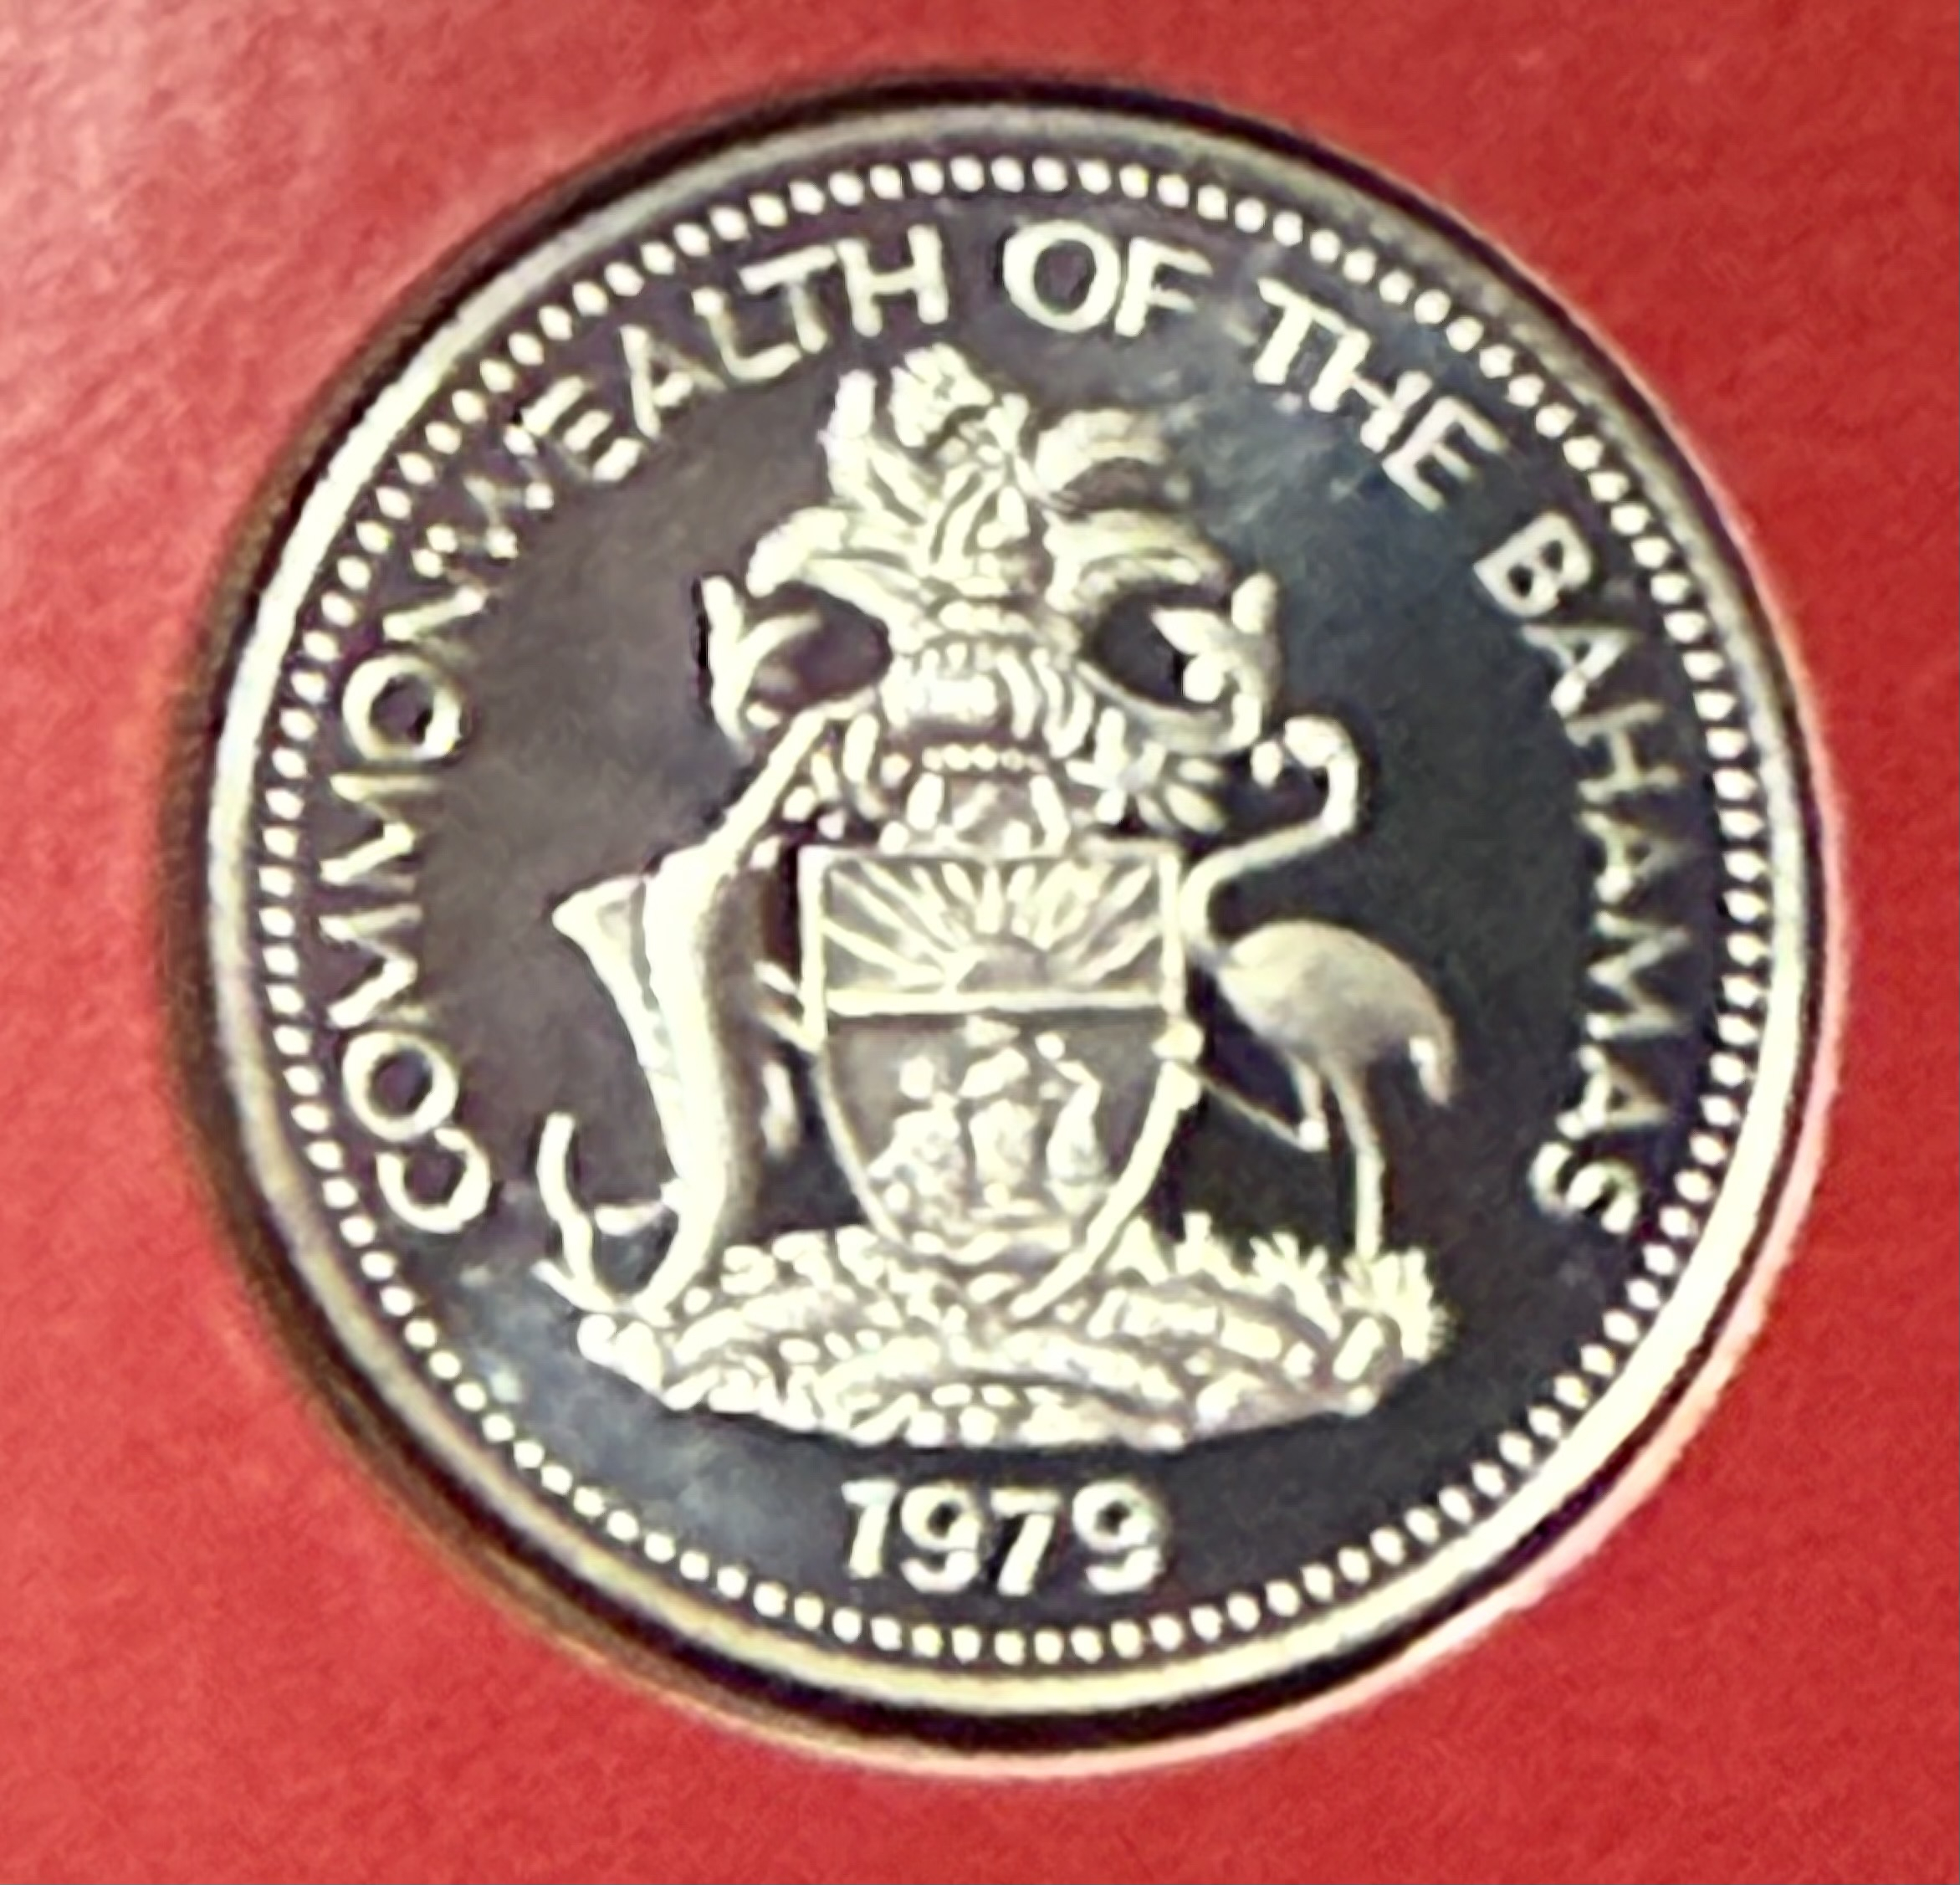 COMMONWEALTH OF THE BAHAMAS
1979